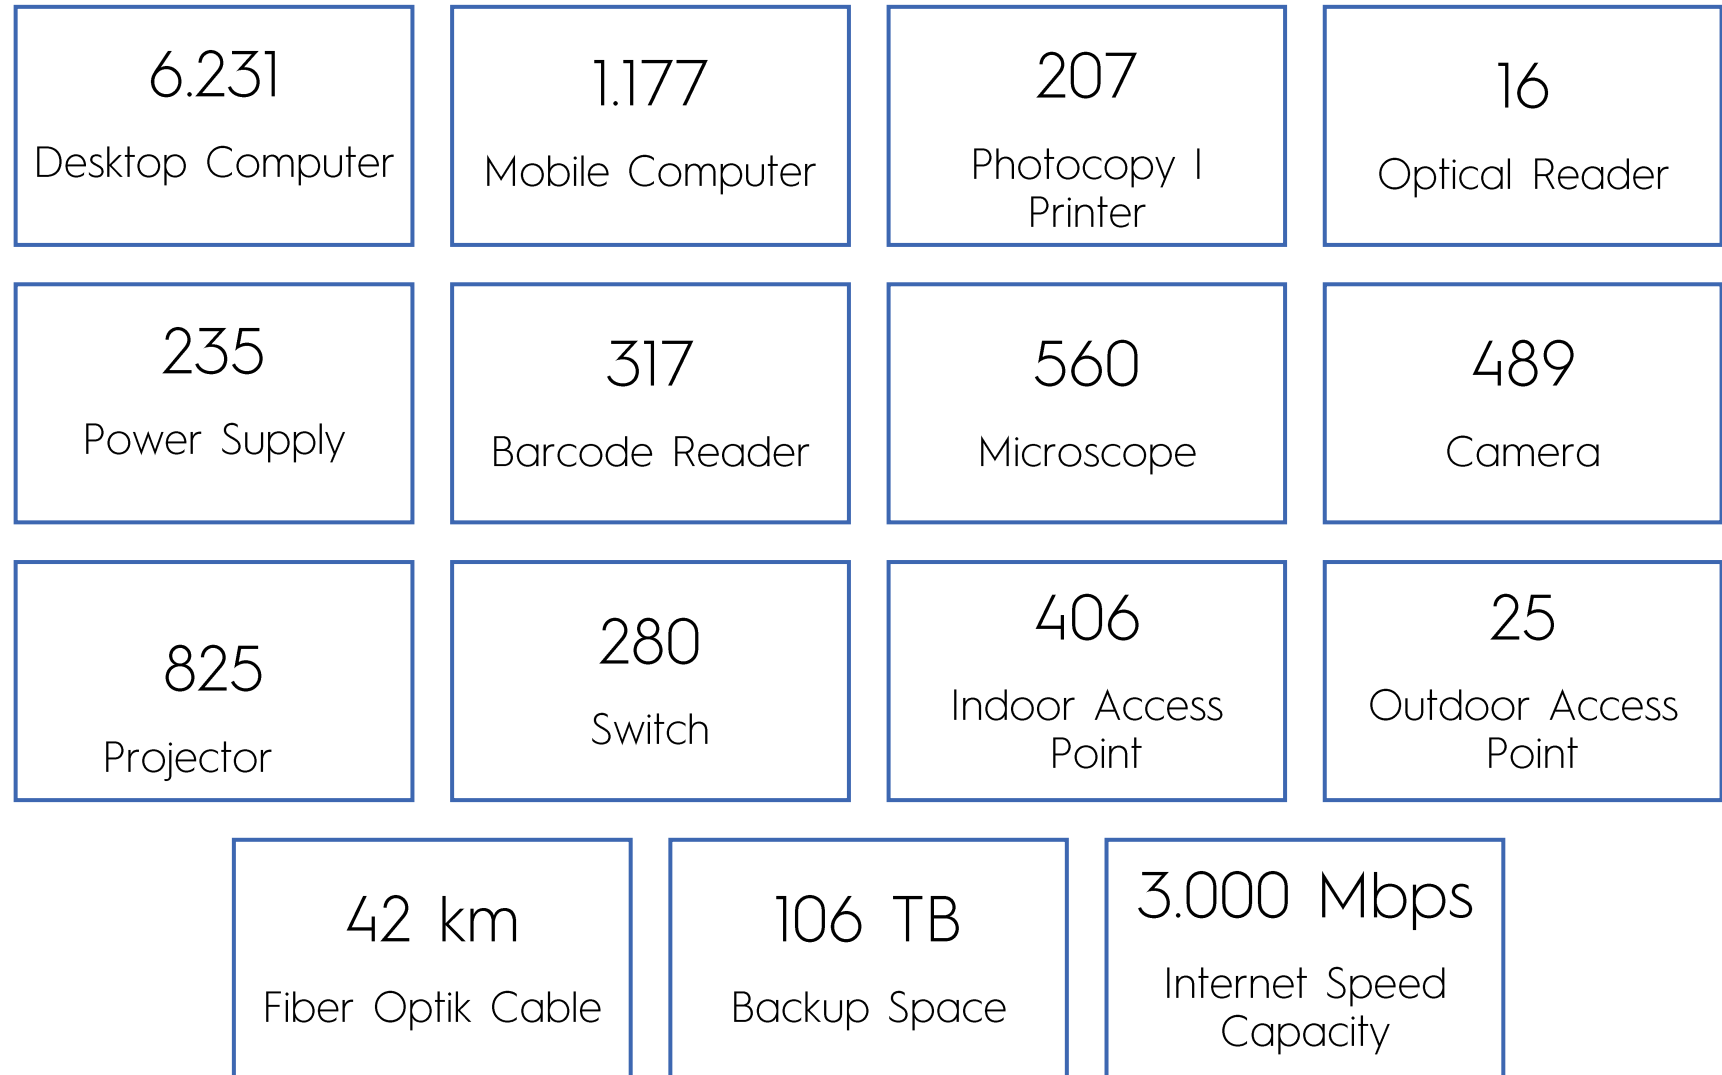 6.231
Desktop Computer
1.177
Mobile Computer
207
Photocopy I
Printer
16
Optical Reader
235
Power Supply
317
Barcode Reader
560
Microscope
489
Camera
825
Projector
280
Switch
406
Indoor Access
Point
25
Outdoor Access
Point
42 km
Fiber Optik Cable
106 TB
Backup Space
3.000 Mbps
Internet Speed
Capacity